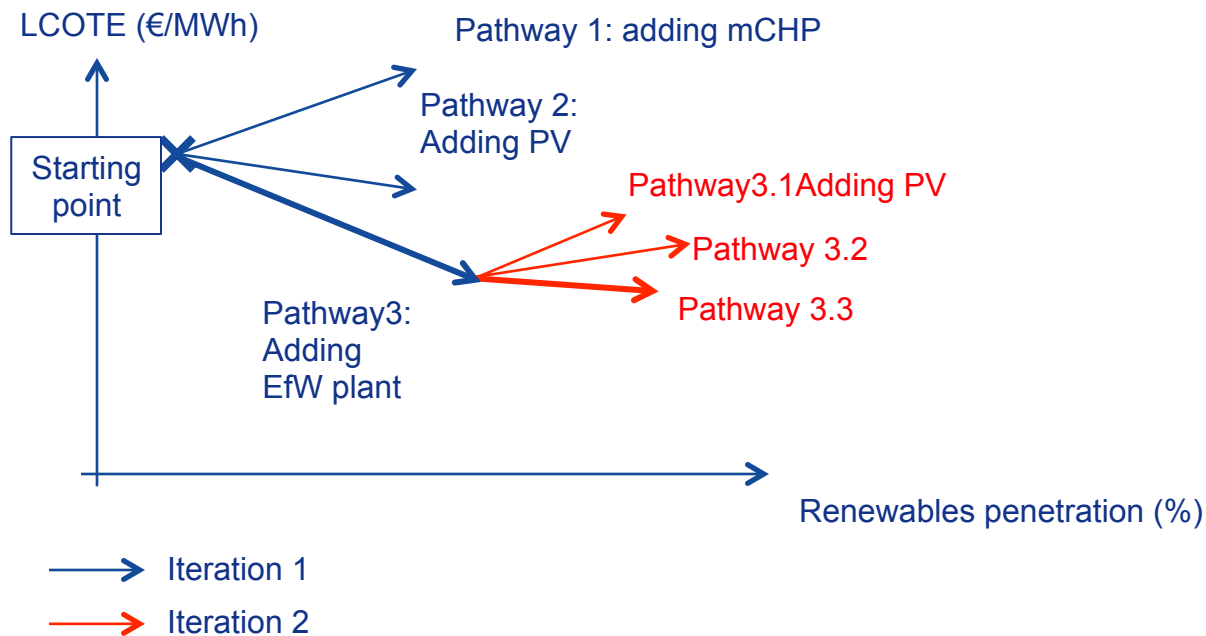 LCOTE (€/MWh)
Pathway 1: adding mCHP
Pathway 2:
Adding PV
Starting
point
Pathway3.1Adding PV
Pathway 3.2
Pathway 3.3
Pathway3:
Adding
EfW plant
Renewables penetration (%)
Iteration 1
Iteration 2